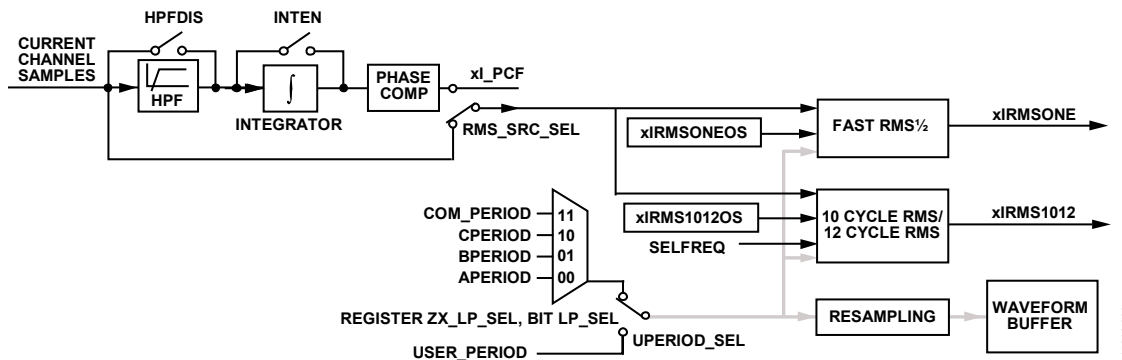 HPFDIS
INTEN
CURRENT
CHANNEL
SAMPLES
HPF
∫
INTEGRATOR
PHASE
COMP
xI_PCF
RMS_SRC_SEL
xIRMSONEOS
FAST RMS½
xIRMSONE
xIRMS1012OS
SELFREQ
10 CYCLE RMS/
12 CYCLE RMS
xIRMS1012
COM_PERIOD
11
CPERIOD
10
BPERIOD
01
APERIOD
00
REGISTER ZX_LP_SEL, BIT LP_SEL
UPERIOD_SEL
USER_PERIOD
RESAMPLING
WAVEFORM
BUFFER